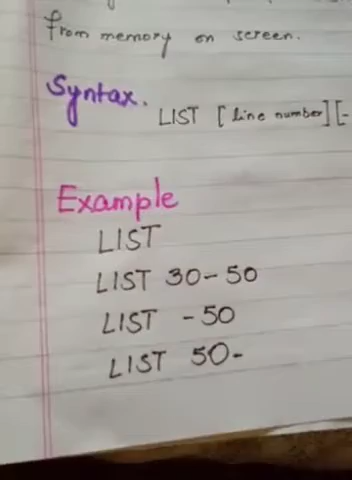 from memory on screen.
Syntax.
LIST [line number][-
Example
LIST
LIST 30-50
LIST -50
LIST 50-